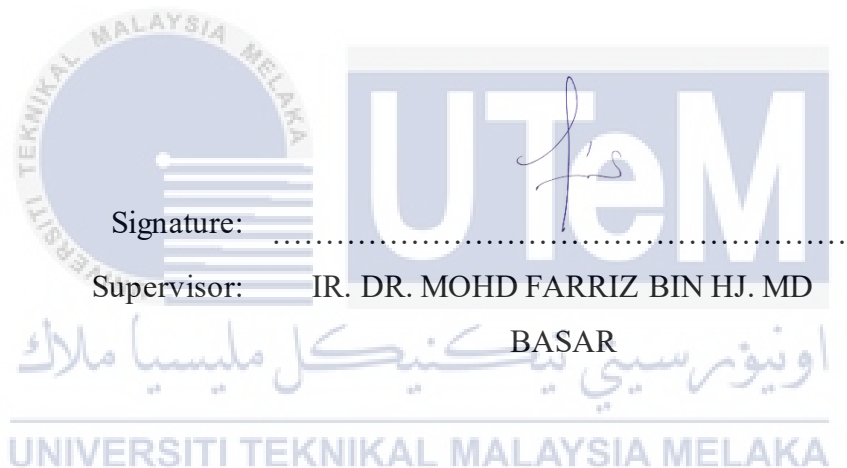 UNIVERSITI TEKNIKAL MALAYSIA MELAKA
UTeM
Signature: ........................................................
Supervisor: IR. DR. MOHD FARRIZ BIN HJ. MD
BASAR
اونيۏرسيتي تيكنيكل مليسيا ملاك
UNIVERSITI TEKNIKAL MALAYSIA MELAKA